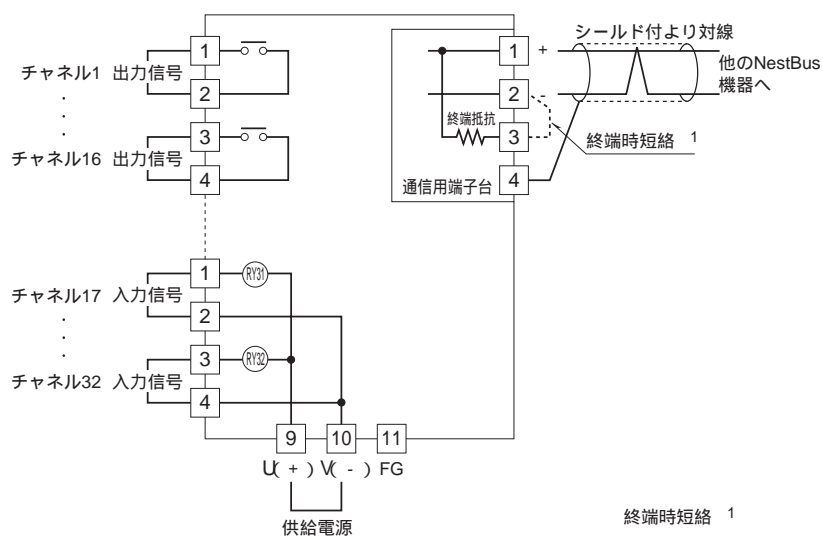 チャネル1 出力信号
1
2
・
・
・
チャネル16 出力信号
3
4
チャネル17 入力信号
1
RY31
2
・
・
・
チャネル32 入力信号
3
RY32
4
9
10
11
U( + ) V( - ) FG
供給電源
シールド付より対線
1
+
2
-
終端抵抗
3
通信用端子台
4
終端時短絡 1
他のNestBus
機器へ
終端時短絡 1